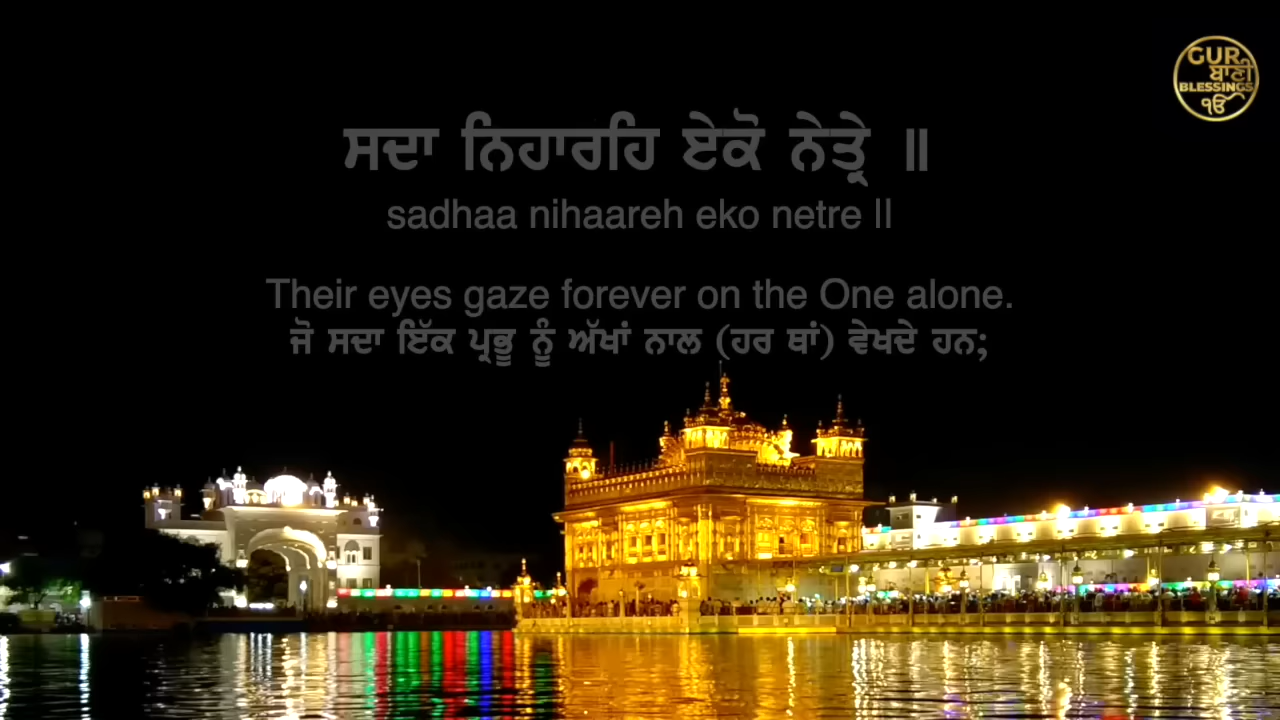 GUR
ਬਾਣੀ
BLESSINGS
ੴ
ਸਦਾ ਨਿਹਾਰਹਿ ਏਕੋ ਨੇਤ੍ਰੇ ॥
sadhaa nihaareh eko netre ||
Their eyes gaze forever on the One alone.
ਜੋ ਸਦਾ ਇੱਕ ਪ੍ਰਭੂ ਨੂੰ ਅੱਖਾਂ ਨਾਲ (ਹਰ ਥਾਂ) ਵੇਖਦੇ ਹਨ;